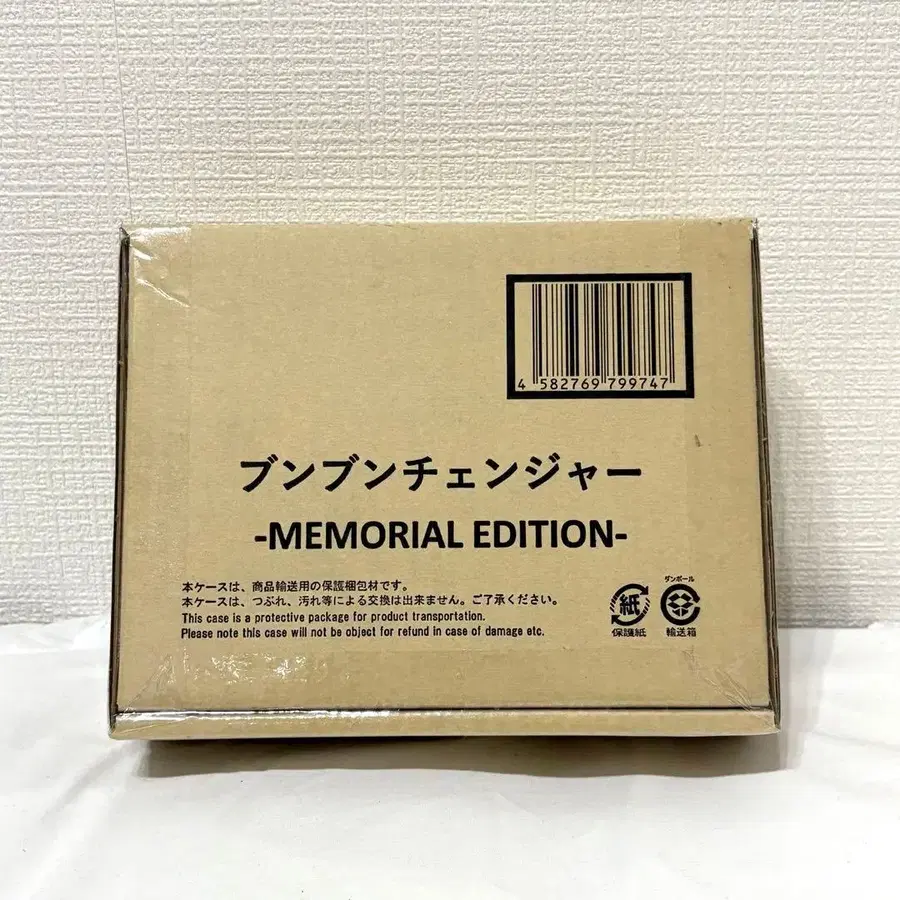 4 582769 799747
ブンブンチェンジャー
-MEMORIAL EDITION-
本ケースは、商品輸送用の保護梱包材です。
本ケースは、つぶれ、汚れ等による交換は出来ません。ご了承ください。
This case is a protective package for product transportation.
Please note this case will not be object for refund in case of damage etc.
紙
保護紙
ダンボール
輸送箱